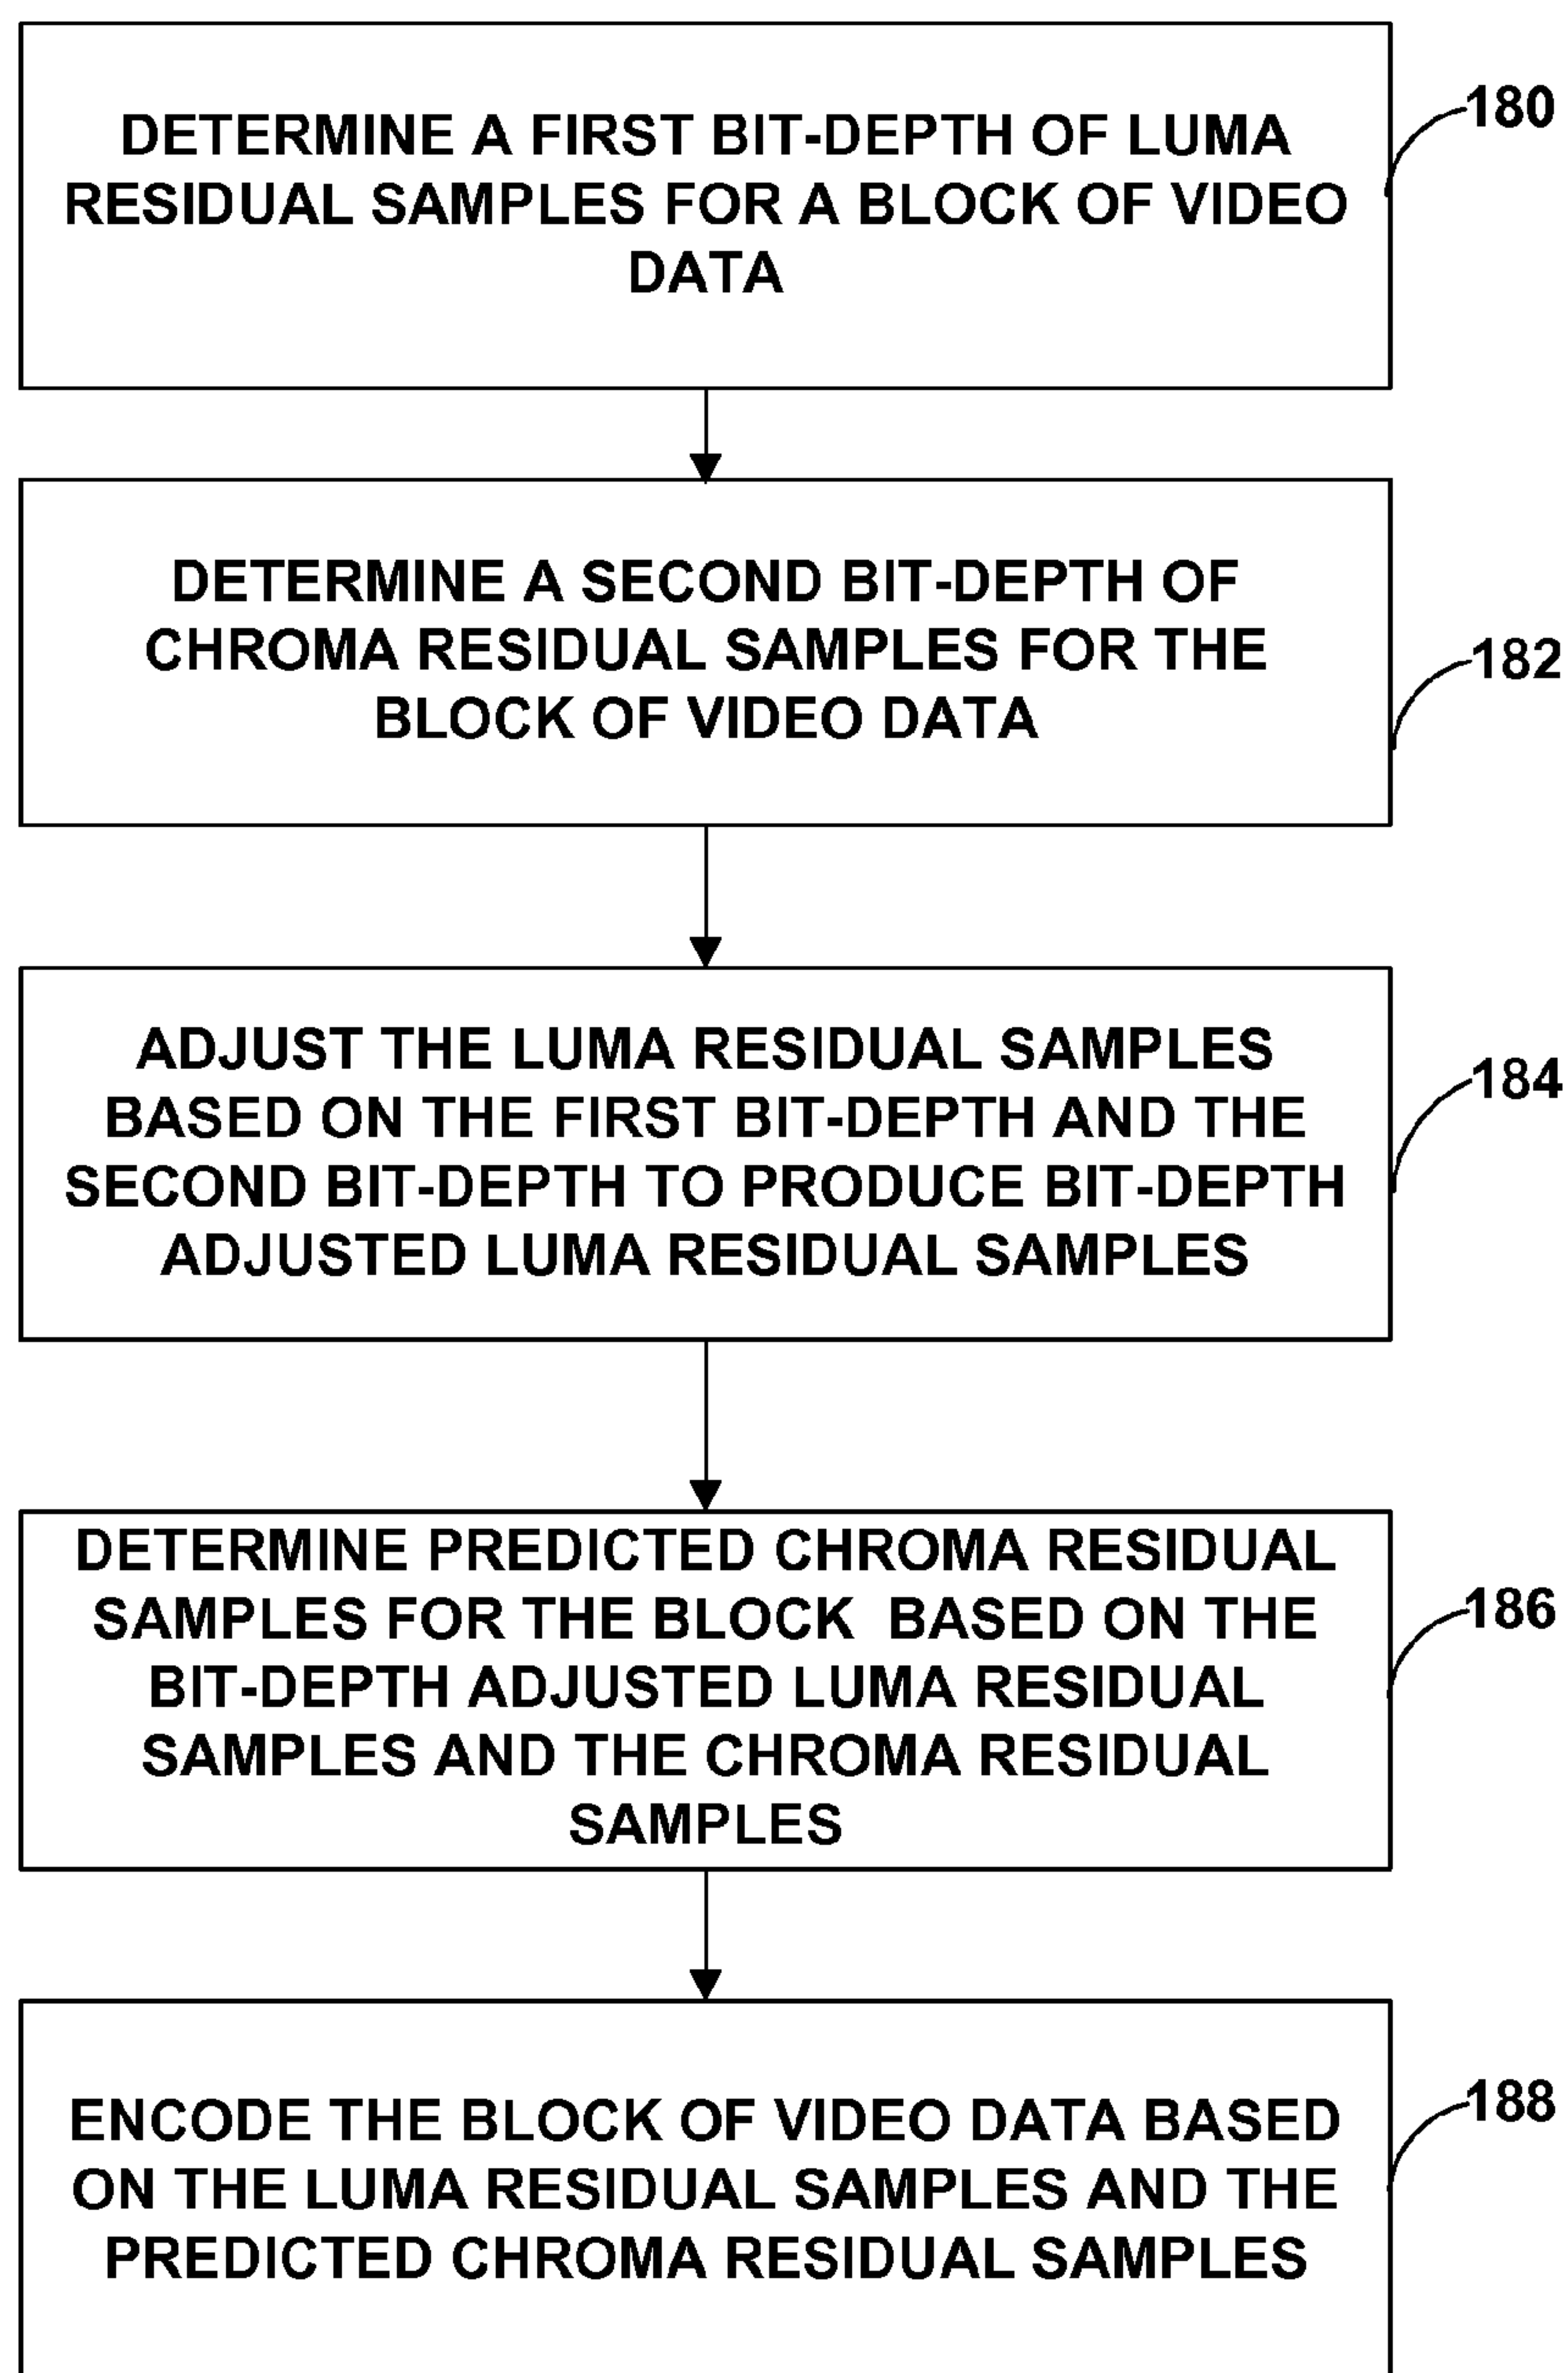 DETERMINE A FIRST BIT-DEPTH OF LUMA
RESIDUAL SAMPLES FOR A BLOCK OF VIDEO
DATA
180
DETERMINE A SECOND BIT-DEPTH OF
CHROMA RESIDUAL SAMPLES FOR THE
BLOCK OF VIDEO DATA
182
ADJUST THE LUMA RESIDUAL SAMPLES
BASED ON THE FIRST BIT-DEPTH AND THE
SECOND BIT-DEPTH TO PRODUCE BIT-DEPTH
ADJUSTED LUMA RESIDUAL SAMPLES
184
DETERMINE PREDICTED CHROMA RESIDUAL
SAMPLES FOR THE BLOCK BASED ON THE
BIT-DEPTH ADJUSTED LUMA RESIDUAL
SAMPLES AND THE CHROMA RESIDUAL
SAMPLES
186
ENCODE THE BLOCK OF VIDEO DATA BASED
ON THE LUMA RESIDUAL SAMPLES AND THE
PREDICTED CHROMA RESIDUAL SAMPLES
188